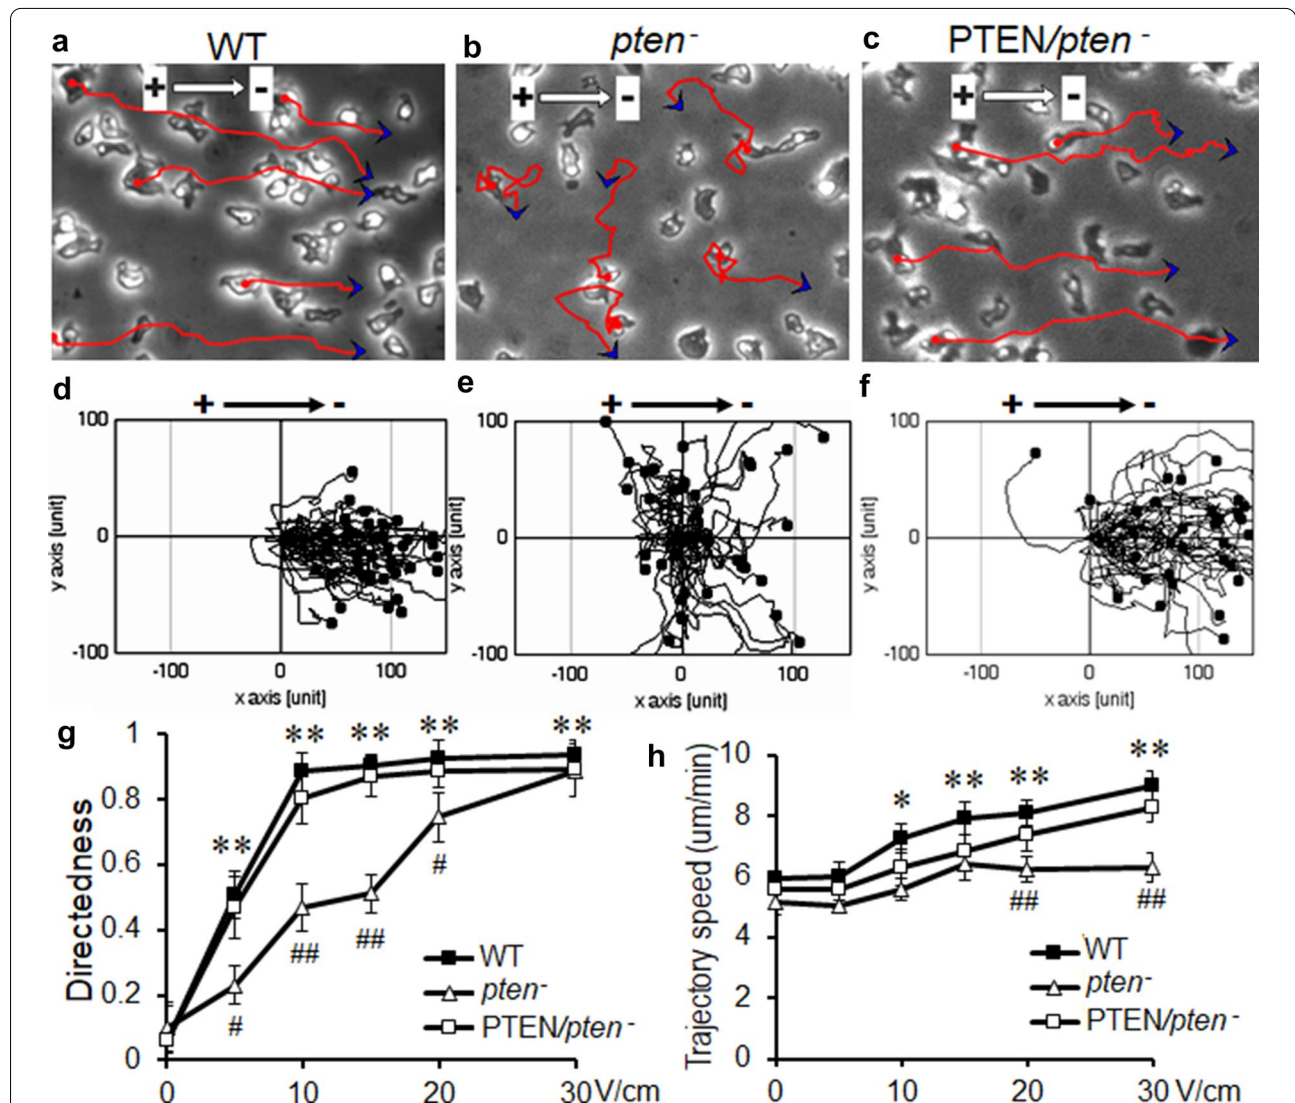 a WT
b pten -
c PTEN/pten -
+ -
+ -
+ -
d + -
e + -
f + -
100
0
-100
y axis [unit]
-100 0 100
x axis [unit]
100
0
-100
y axis [unit]
-100 0 100
x axis [unit]
100
0
-100
y axis [unit]
-100 0 100
x axis [unit]
g
Directedness
1
0.8
0.6
0.4
0.2
0
** ** ** ** **
# ## ## #
WT
pten-
PTEN/pten -
0 10 20 30 V/cm
h
Trajectory speed (um/min)
10
8
6
4
2
0
* ** ** **
## ##
WT
pten-
PTEN/pten -
0 10 20 30 V/cm